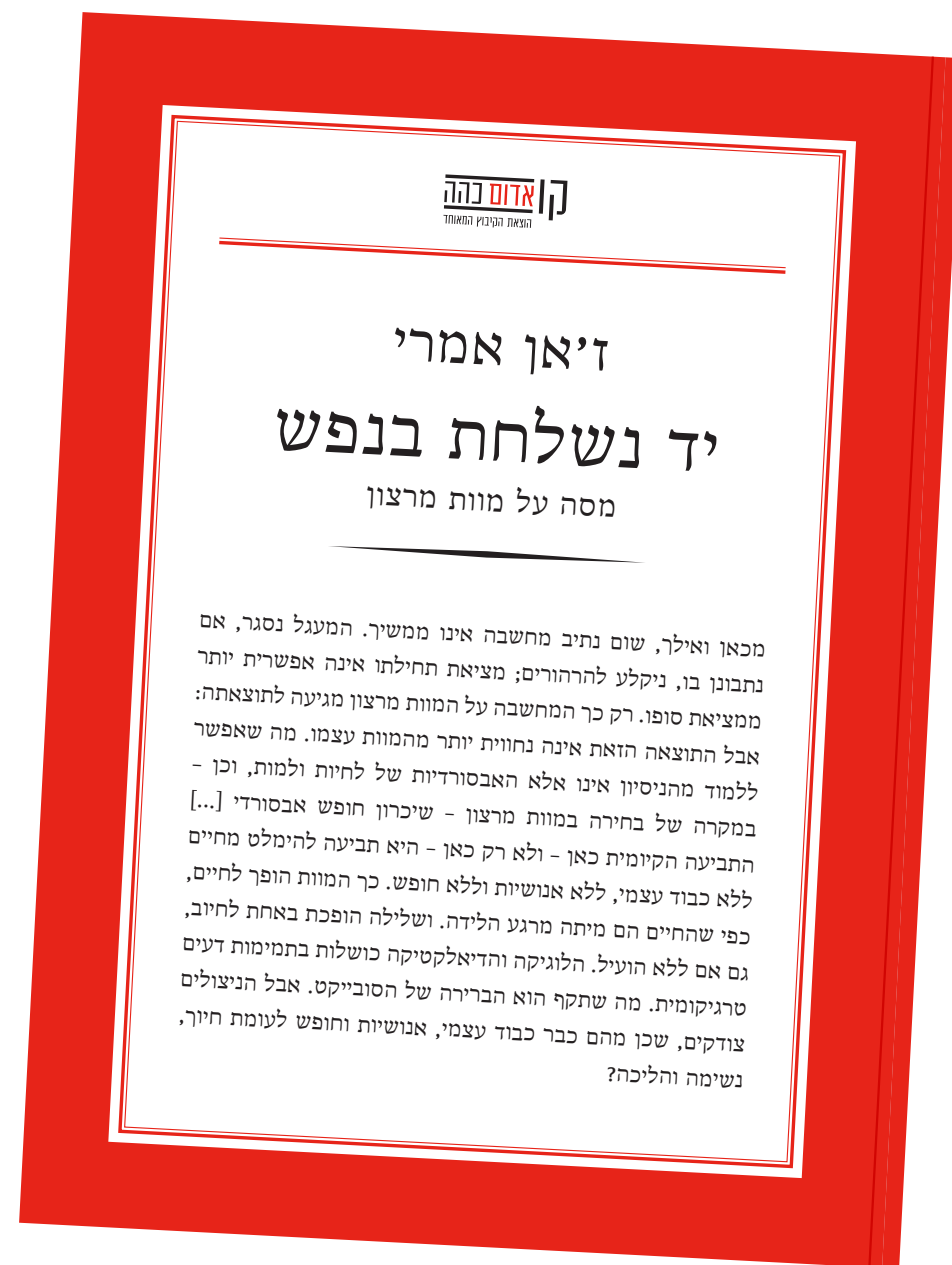 קו אדום כהה
הוצאת הקיבוץ המאוחד
ז׳אן אמרי
יד נשלחת בנפש
מסה על מוות מרצון
מכאן ואילך, שום נתיב מחשבה אינו ממשיך. המעגל נסגר, אם
נתבונן בו, ניקלע להרהורים; מציאת תחילתו אינה אפשרית יותר
ממציאת סופו. רק כך המחשבה על המוות מרצון מגיעה לתוצאתה:
אבל התוצאה הזאת אינה נחווית יותר מהמוות עצמו. מה שאפשר
ללמוד מהניסיון אינו אלא האבסורדיות של לחיות ולמות, וכן –
במקרה של בחירה במוות מרצון – שיכרון חופש אבסורדי [...]
התביעה הקיומית כאן – ולא רק כאן – היא תביעה להימלט מחיים
ללא כבוד עצמי, ללא אנושיות וללא חופש. כך המוות הופך לחיים,
כפי שהחיים הם מיתה מרגע הלידה. ושלילה הופכת באחת לחיוב,
גם אם ללא הועיל. הלוגיקה והדיאלקטיקה כושלות בתמימות דעים
טרגיקומית. מה שתקף הוא הברירה של הסובייקט. אבל הניצולים
צודקים, שכן מהם כבר כבוד עצמי, אנושיות וחופש לעומת חיוך,
נשימה והליכה?